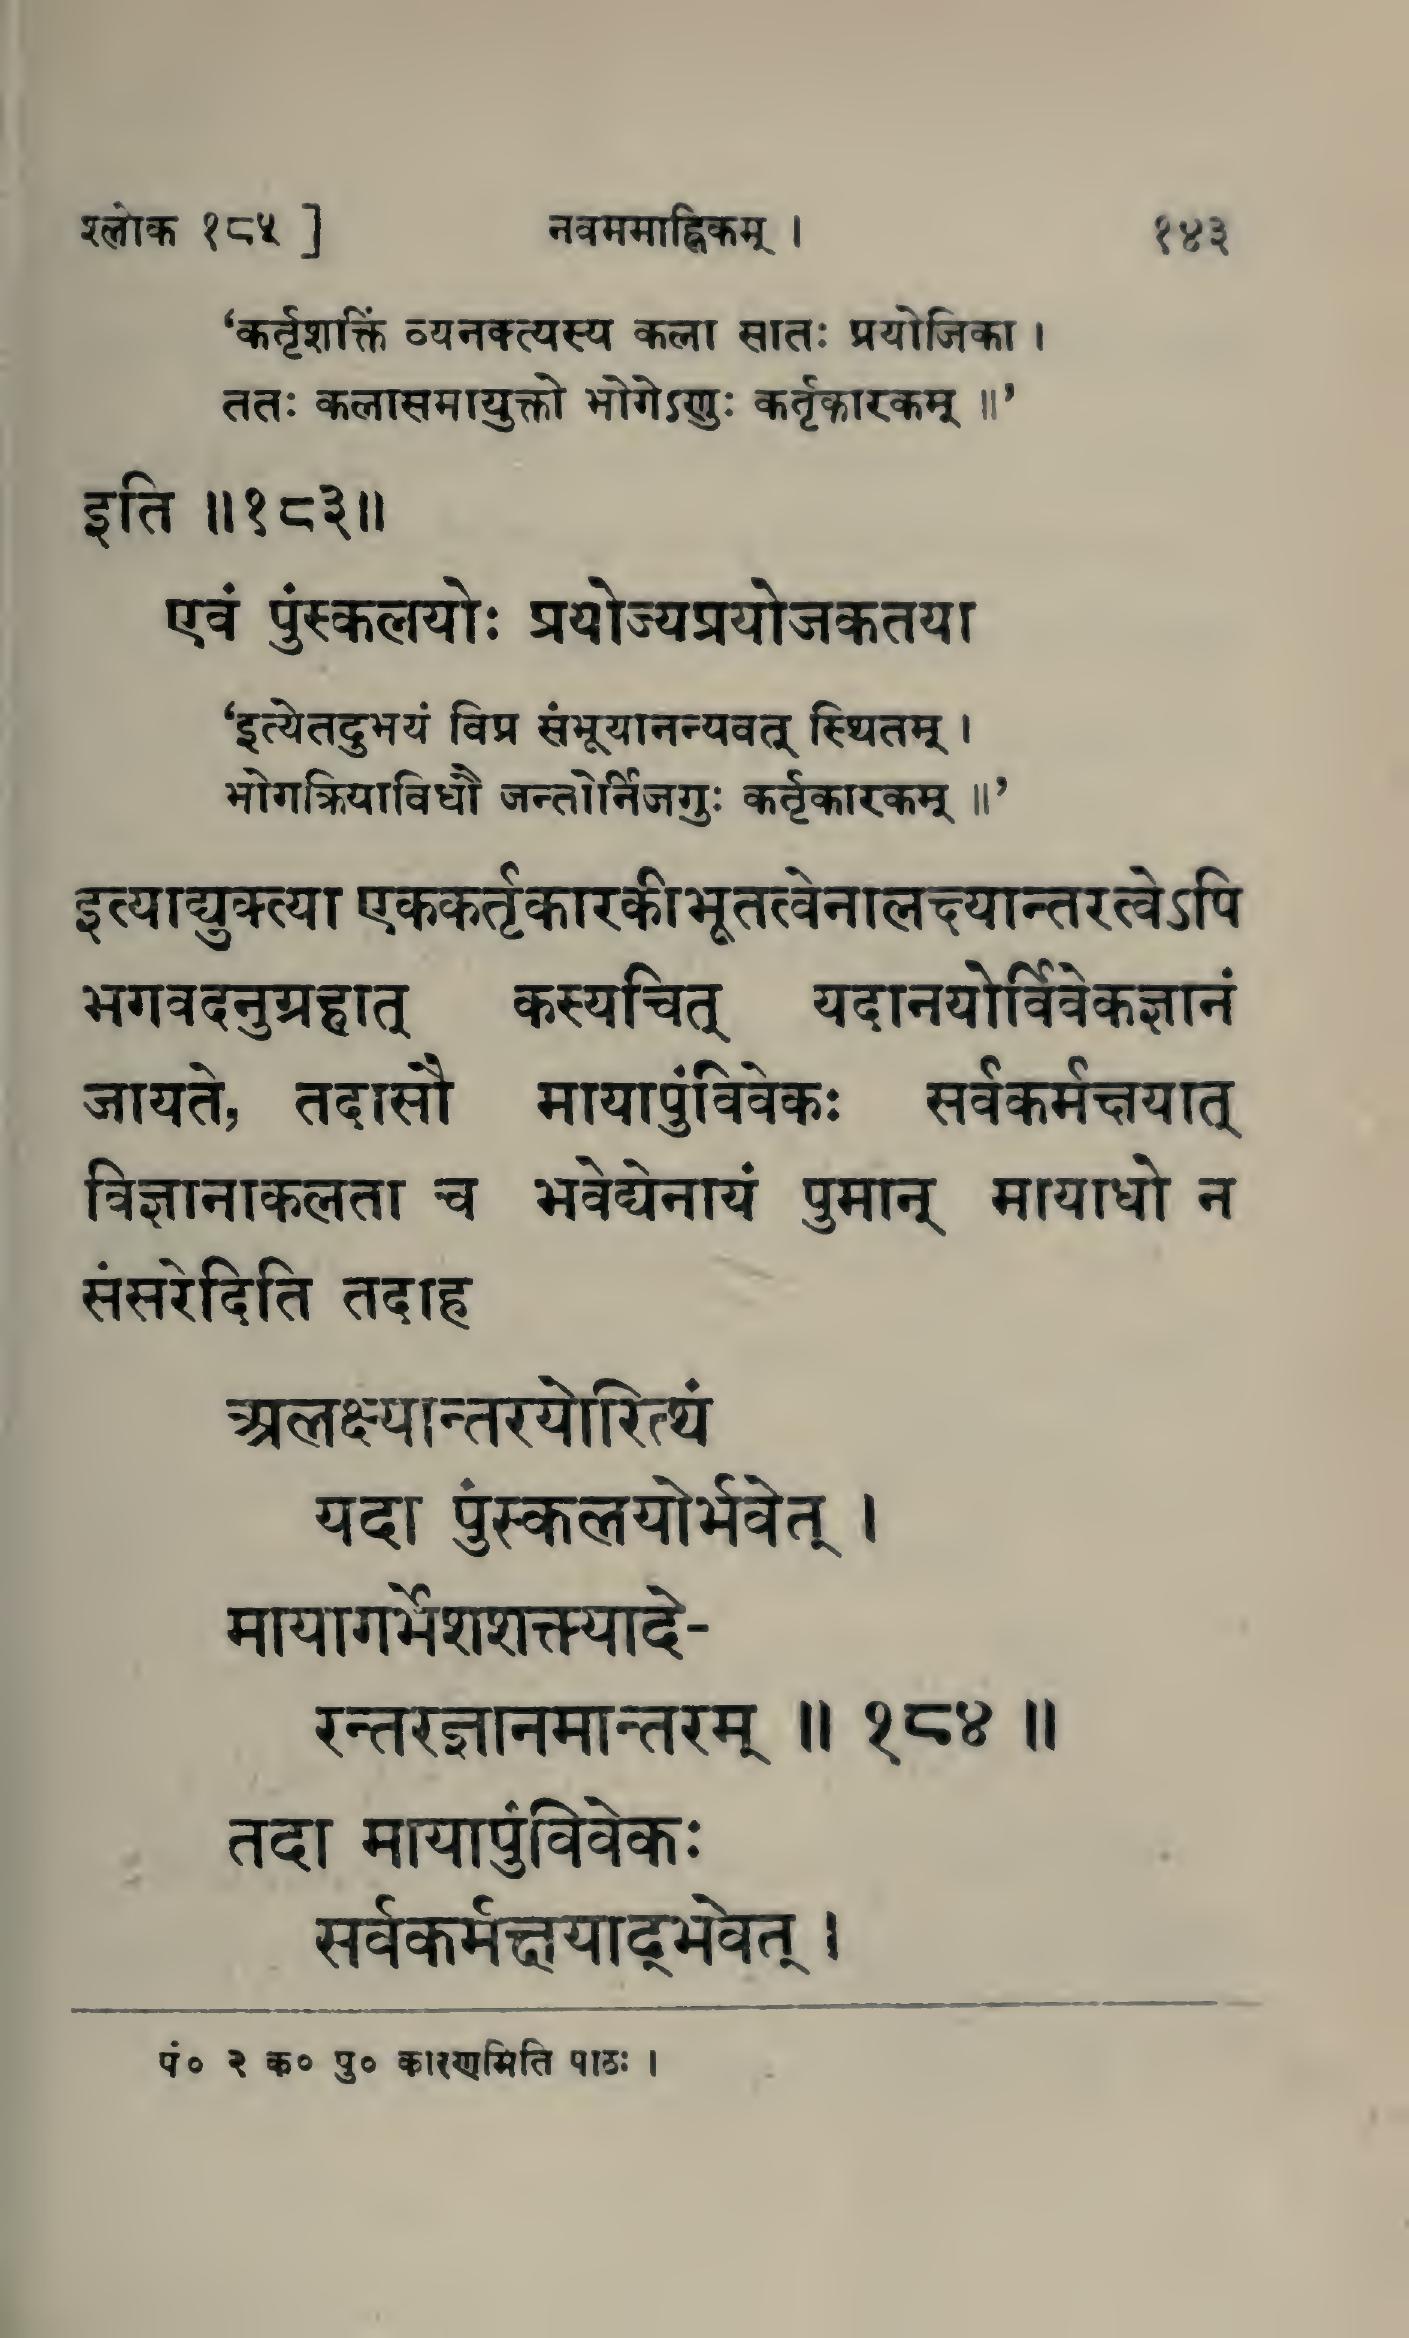 श्लोक १८५ ] नवममाह्निकम् । १४३
‘कर्तृशक्तिं व्यनक्त्यस्य कला सातः प्रयोजिका ।
ततः कलासमायुक्तो भोगेऽणुः कर्तृकारकम् ॥’
इति ॥१८३॥
एवं पुंस्कलयोः प्रयोज्यप्रयोजकतया
‘इत्येतदुभयं विप्र संभूयानन्यवत् स्थितम् ।
भोगक्रियाविधौ जन्तोर्निजगुः कर्तृकारकम् ॥’
इत्याद्युक्त्या एककर्तृकारकीभूतत्वेनालक्ष्यान्तरत्वेऽपि
भगवदनुग्रहात् कस्यचित् यदानयोर्विवेकज्ञानं
जायते, तदासौ मायापुंविवेकः सर्वकर्मक्षयात्
विज्ञानाकलता च भवेद्येनायं पुमान् मायाधो न
संसरेदिति तदाह
अलक्ष्यान्तरयोरित्थं
यदा पुंस्कलयोर्भवेत् ।
मायागर्भेशशक्त्यादे-
रन्तरज्ञानमान्तरम् ॥ १८४ ॥
तदा मायापुंविवेकः
सर्वकर्मक्षयाद्भवेत् ।
पं० २ क० पु० कारणमिति पाठः ।